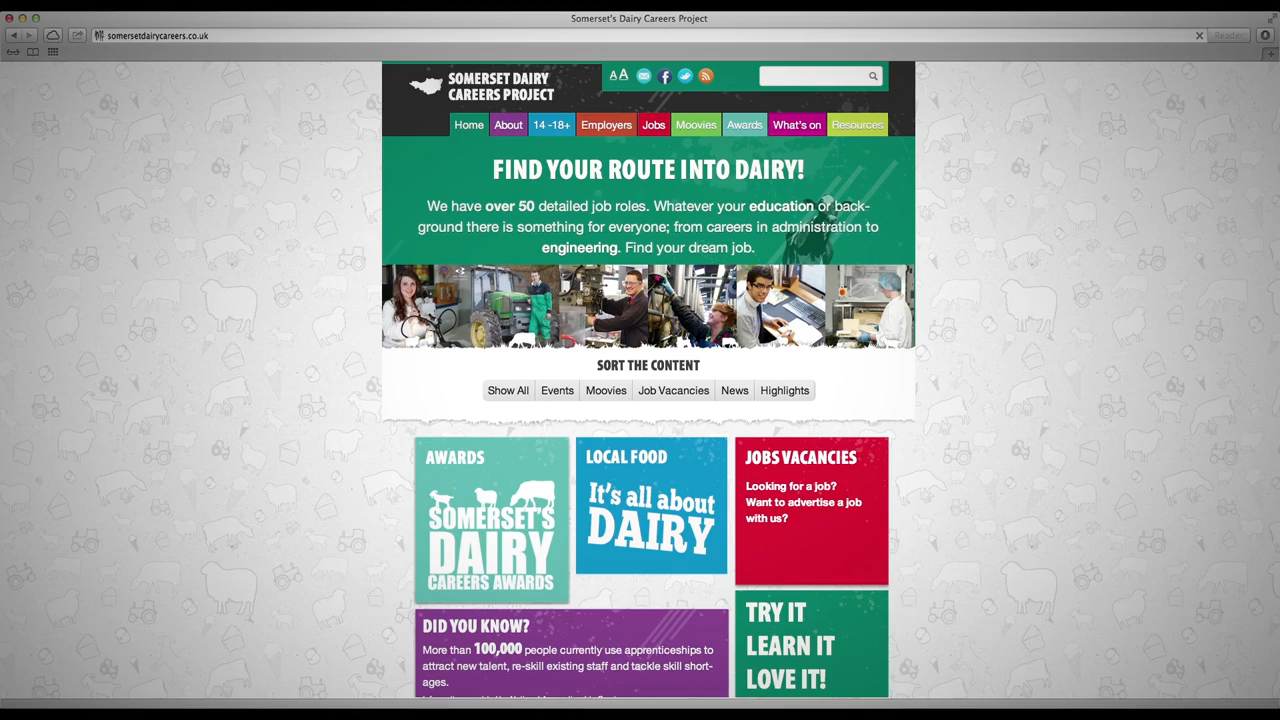 Somerset's Dairy Careers Project
somersetdairycareers.co.uk
Reader
SOMERSET DAIRY
CAREERS PROJECT
A A
Home About 14 -18+ Employers Jobs Moovies Awards What's on Resources
FIND YOUR ROUTE INTO DAIRY!
We have over 50 detailed job roles. Whatever your education or back-
ground there is something for everyone; from careers in administration to
engineering. Find your dream job.
SORT THE CONTENT
Show All Events Moovies Job Vacancies News Highlights
AWARDS
SOMERSET'S
DAIRY
CAREERS AWARDS
LOCAL FOOD
It's all about
DAIRY
JOBS VACANCIES
Looking for a job?
Want to advertise a job
with us?
DID YOU KNOW?
More than 100,000 people currently use apprenticeships to
attract new talent, re-skill existing staff and tackle skill short-
ages.
TRY IT
LEARN IT
LOVE IT!